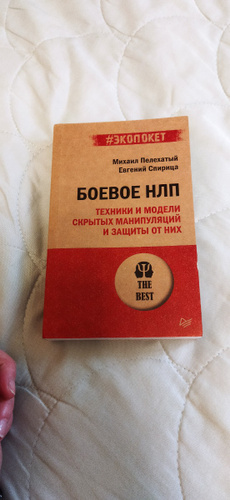 #ЭКОПОКЕТ
Михаил Пелехатый
Евгений Спирица
БОЕВОЕ НЛП
ТЕХНИКИ И МОДЕЛИ
СКРЫТЫХ МАНИПУЛЯЦИЙ
И ЗАЩИТЫ ОТ НИХ
THE
BEST